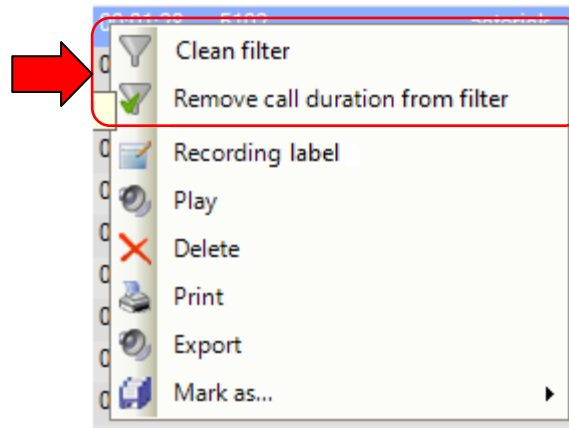 Clean filter
Remove call duration from filter
Recording label
Play
Delete
Print
Export
Mark as...